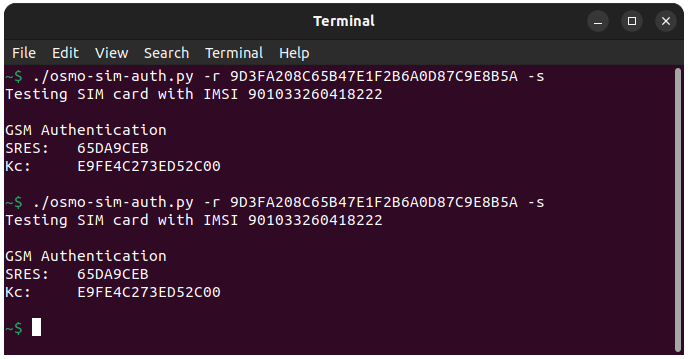 Terminal
File Edit View Search Terminal Help
~$ ./osmo-sim-auth.py -r 9D3FA208C65B47E1F2B6A0D87C9E8B5A -s
Testing SIM card with IMSI 901033260418222
GSM Authentication
SRES: 65DA9CEB
Kc: E9FE4C273ED52C00
~$ ./osmo-sim-auth.py -r 9D3FA208C65B47E1F2B6A0D87C9E8B5A -s
Testing SIM card with IMSI 901033260418222
GSM Authentication
SRES: 65DA9CEB
Kc: E9FE4C273ED52C00
~$